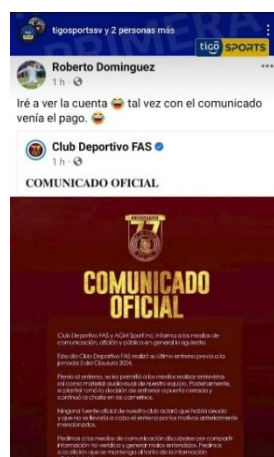 tigosportssv y 2 personas más
tigo SPORTS
Roberto Dominguez
1 h ·
Iré a ver la cuenta 😂 tal vez con el comunicado
venía el pago. 😂
Club Deportivo FAS
1 h ·
COMUNICADO OFICIAL
ANIVERSARIO
77
COMUNICADO
OFICIAL
Club Deportivo FAS y AGM Sport Inc, informa a los medios de
comunicación, afición y público en general lo siguiente:
Este día Club Deportivo FAS realizó su último entreno previo a la
jornada 5 del Clausura 2024.
Previo al entreno, se les permitió a los medios realizar entrevistas
así como material audiovisual de nuestro equipo. Posteriormente,
el plantel tomó la decisión de entrenar a puerta cerrada y
continuó la charla en los camerinos.
Ninguna fuente oficial de nuestro club aclaró que había deuda
y que no se llevaría a cabo el entreno por los motivos anteriormente
mencionados.
Pedimos a los medios de comunicación disculparse por compartir
información no verídica y generar malos entendidos. Pedimos
a la afición que se mantenga al tanto de la información